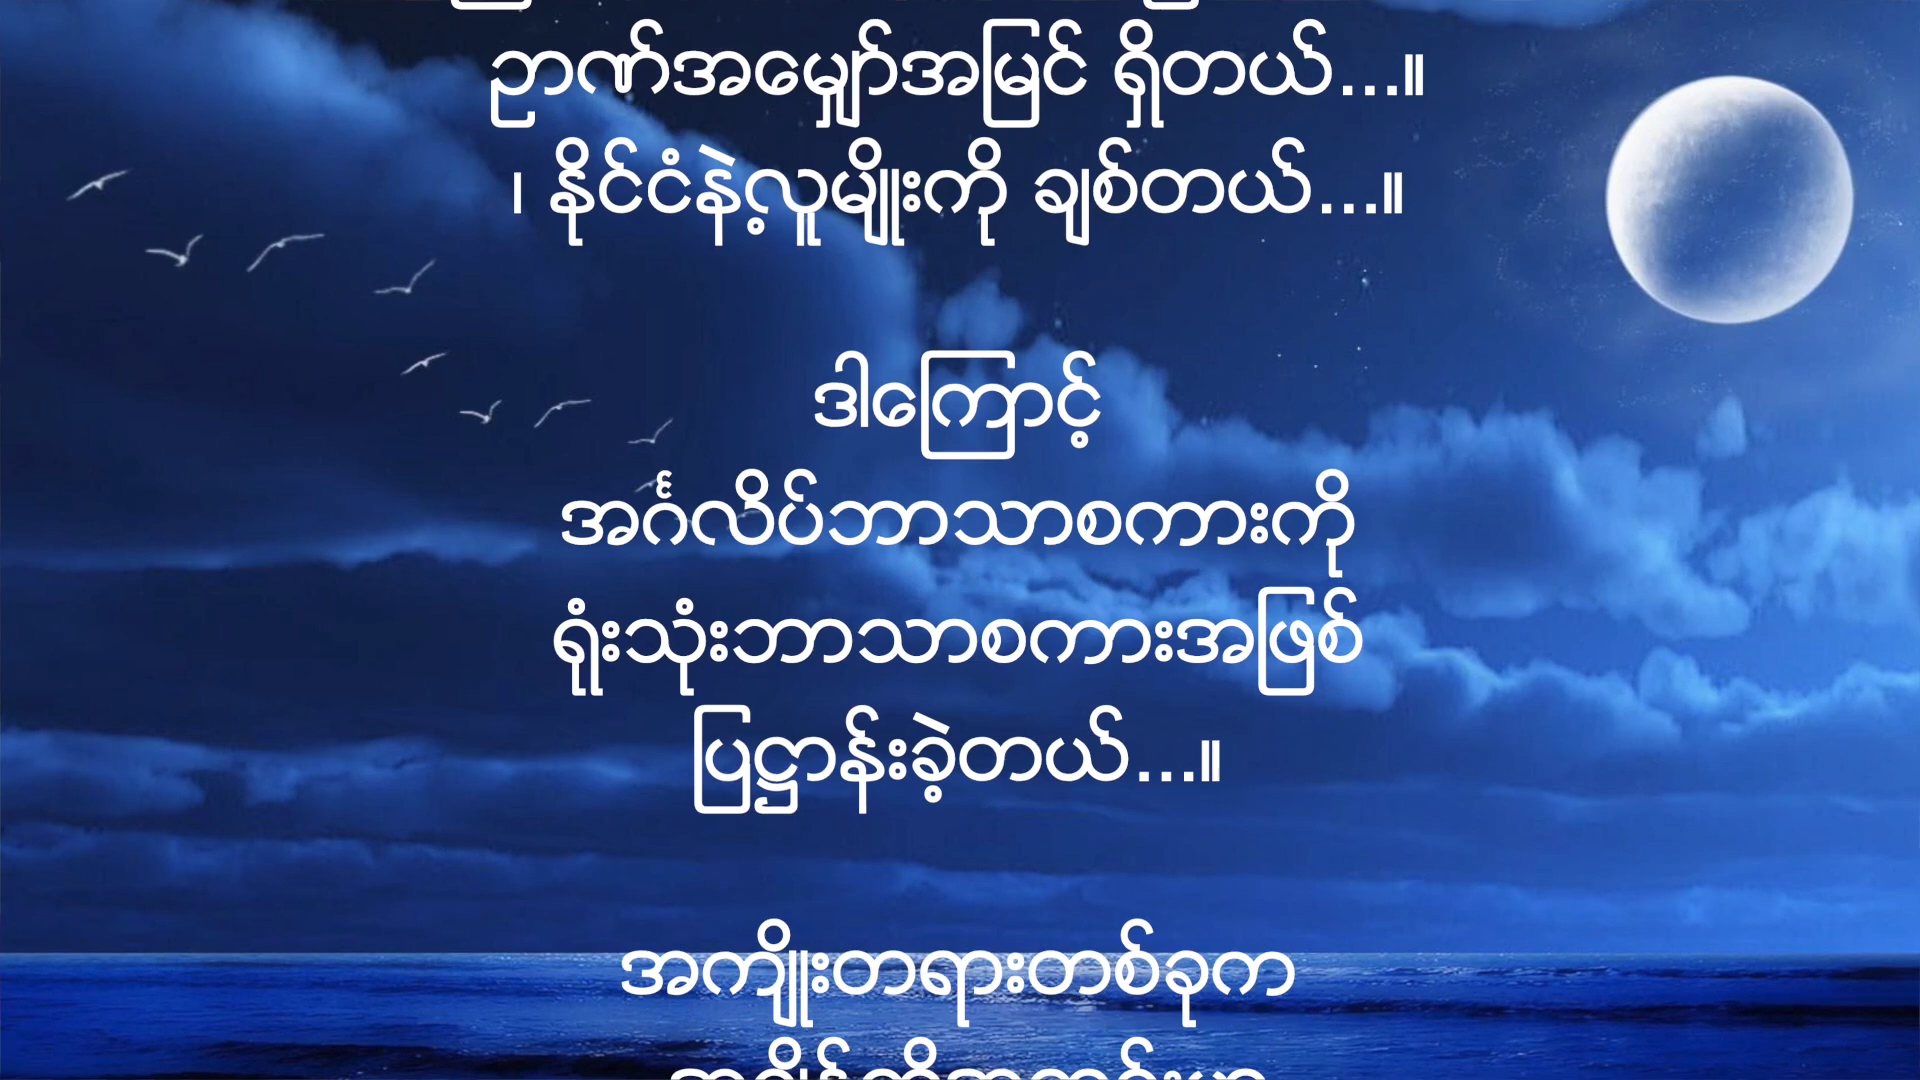 ဉာဏ်အမျှော်အမြင် ရှိတယ်...။
၊ နိုင်ငံနဲ့လူမျိုးကို ချစ်တယ်...။
ဒါကြောင့်
အင်္ဂလိပ်ဘာသာစကားကို
ရုံးသုံးဘာသာစကားအဖြစ်
ပြဋ္ဌာန်းခဲ့တယ်...။
အကျိုးတရားတစ်ခုက